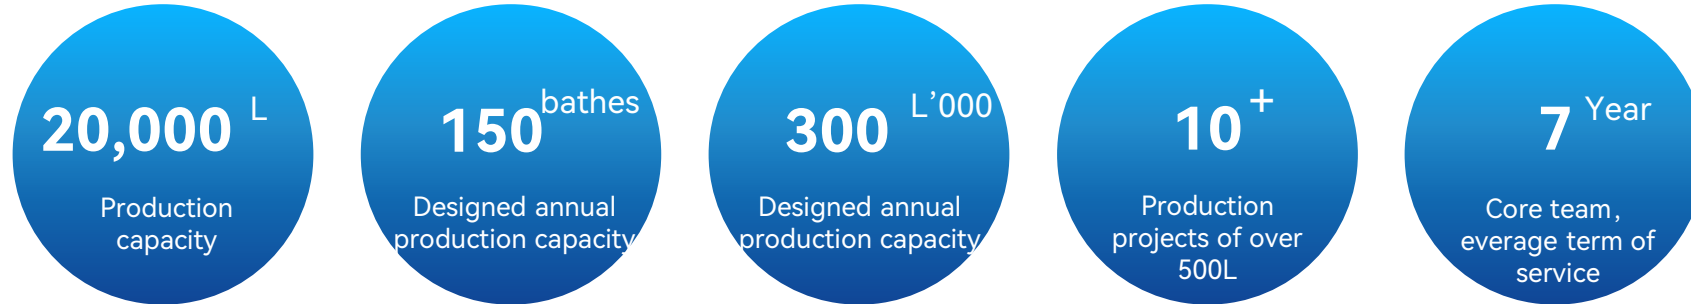 20,000 L
Production
capacity
150 bathes
Designed annual
production capacity
300 L’000
Designed annual
production capacity
10+
Production
projects of over
500L
7 Year
Core team,
everage term of
service